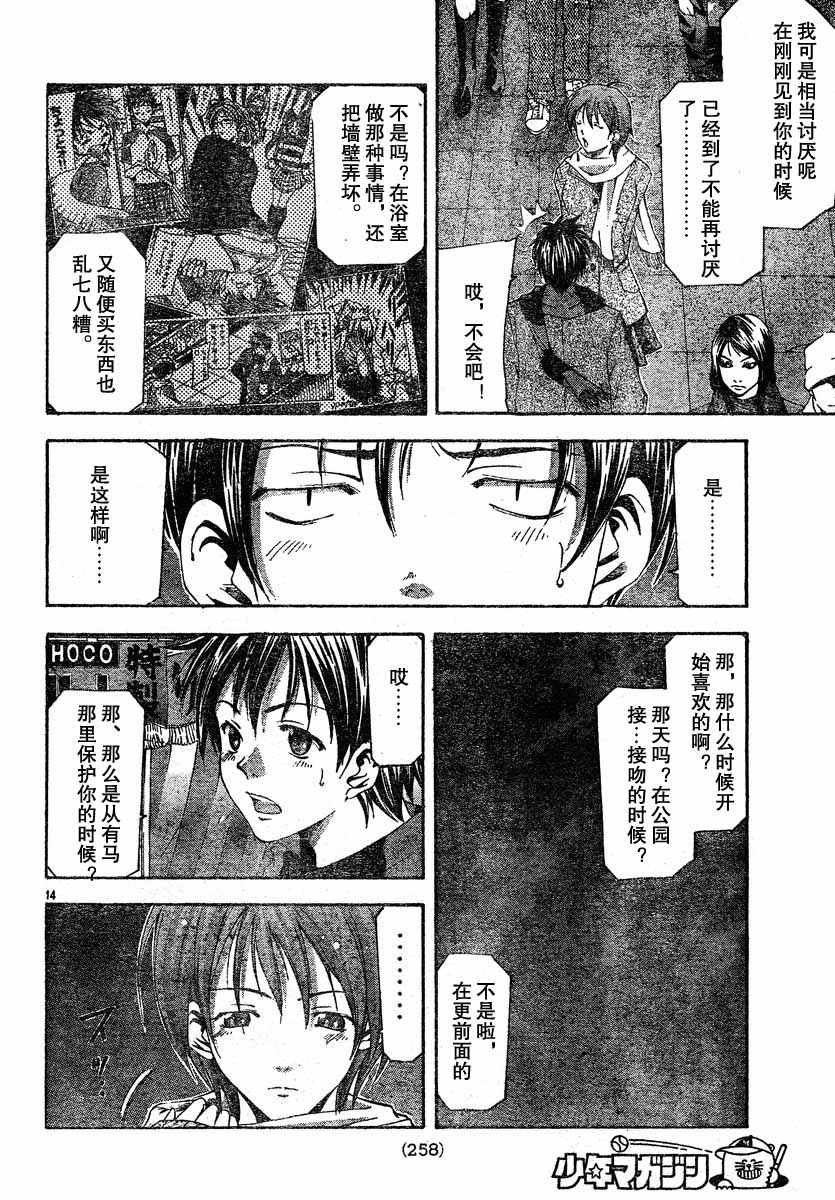 我可是相当讨厌呢
在刚刚见到你的时候
已经到了不能再讨厌
了…………………
哎，不会吧！
不是吗？在浴室
做那种事情，还
把墙壁弄坏。
又随便买东西也
乱七八糟。
是………
是这样啊……
那，那什么时候开
始喜欢的啊？
那天吗？在公园
接…接吻的时候？
哎……
HOCO
特製
那、那么是从有马
那里保护你的时候？
14
不是啦，
在更前面的
………
(258)
少年マガジン